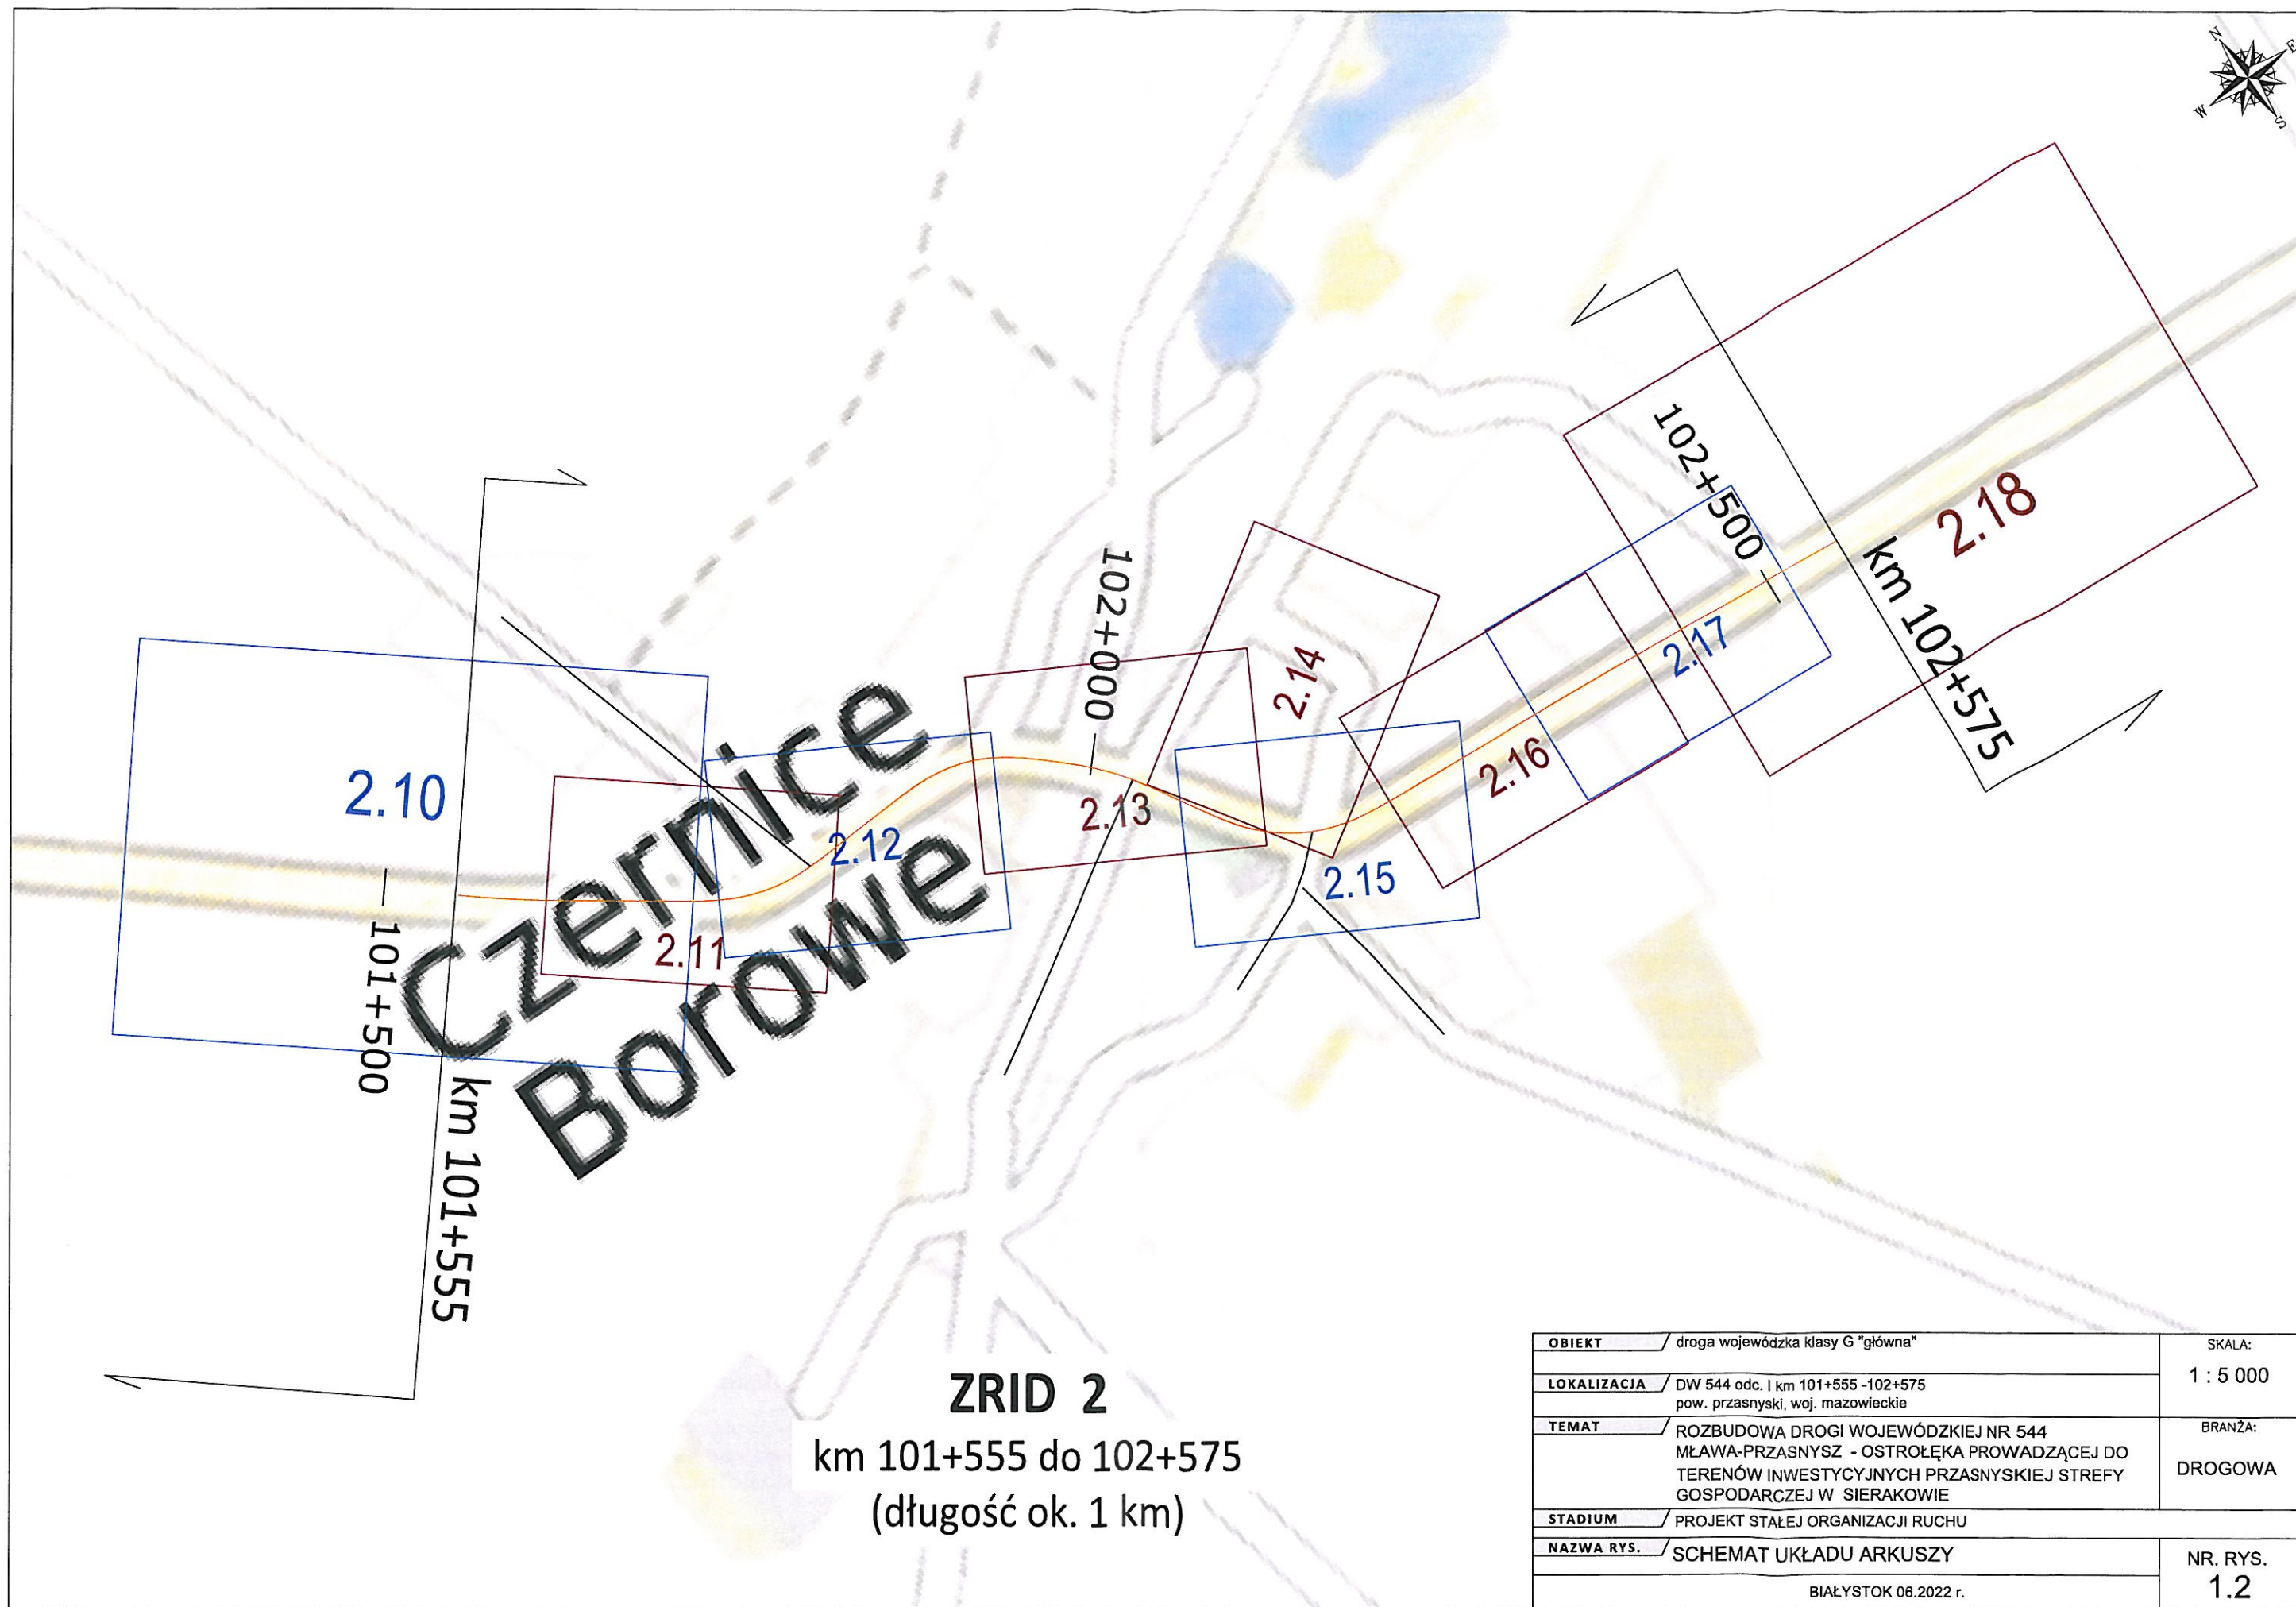 N
E
W
S
102+500
2.18
km 102+575
102+000
2.14
2.17
2.16
2.10
2.13
2.12
2.15
2.11
Czernice
Borowe
101+500
km 101+555
ZRID 2
km 101+555 do 102+575
(długość ok. 1 km)
OBIEKT
droga wojewódzka klasy G "główna"
SKALA:
1 : 5 000
LOKALIZACJA
DW 544 odc. I km 101+555 -102+575
pow. przasnyski, woj. mazowieckie
TEMAT
ROZBUDOWA DROGI WOJEWÓDZKIEJ NR 544
MŁAWA-PRZASNYSZ - OSTROŁĘKA PROWADZĄCEJ DO
TERENÓW INWESTYCYJNYCH PRZASNYSKIEJ STREFY
GOSPODARCZEJ W SIERAKOWIE
BRANŻA:
DROGOWA
STADIUM
PROJEKT STAŁEJ ORGANIZACJI RUCHU
NAZWA RYS.
SCHEMAT UKŁADU ARKUSZY
NR. RYS.
1.2
BIAŁYSTOK 06.2022 r.